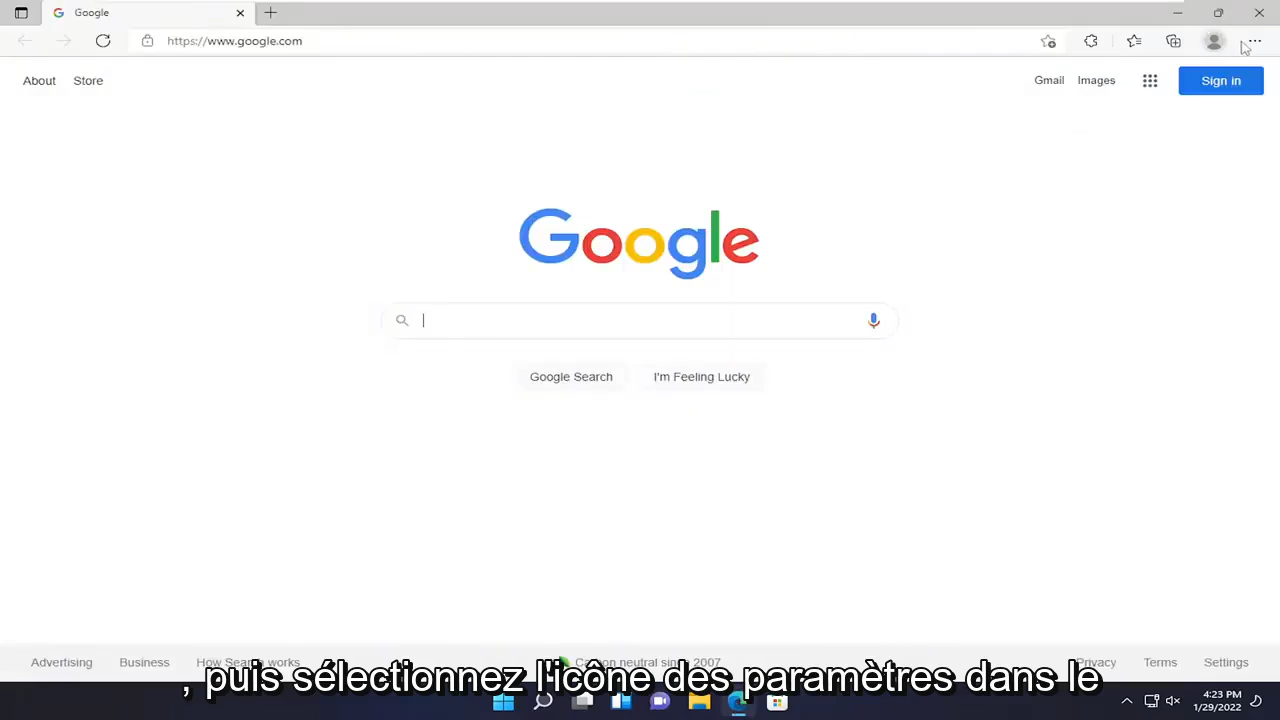 Google
https://www.google.com
About Store Gmail Images Sign in
Google
Google Search I'm Feeling Lucky
Advertising Business How Search works Carbon neutral since 2007 Privacy Terms Settings
, puis sélectionnez l'icône des paramètres dans le
4:23 PM
1/29/2022